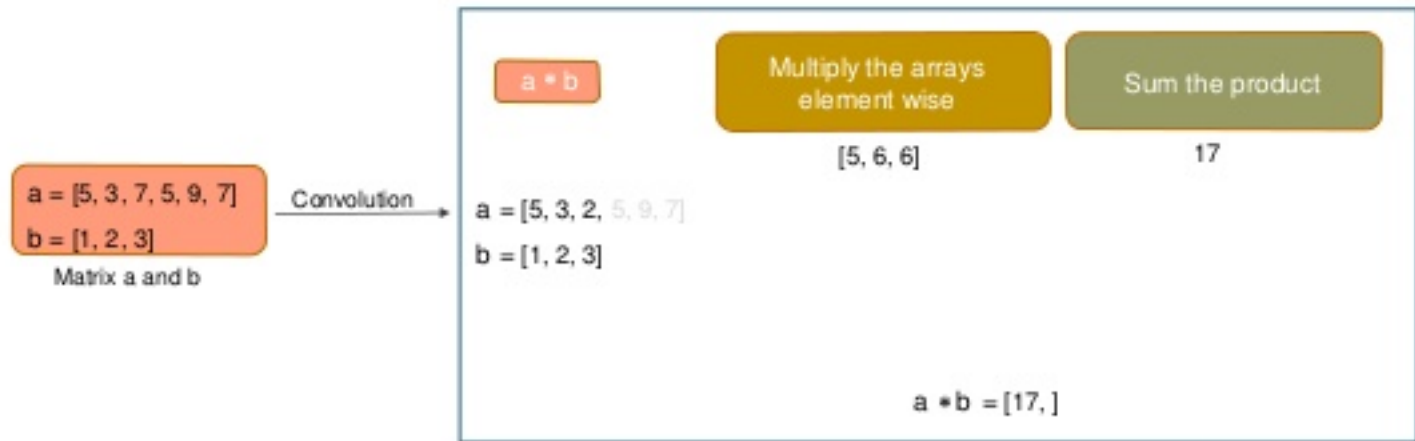 a = [5, 3, 7, 5, 9, 7]
b = [1, 2, 3]
Matrix a and b
Convolution
a * b
Multiply the arrays
element wise
Sum the product
[5, 6, 6]
17
a = [5, 3, 2, 5, 9, 7]
b = [1, 2, 3]
a * b = [17, ]